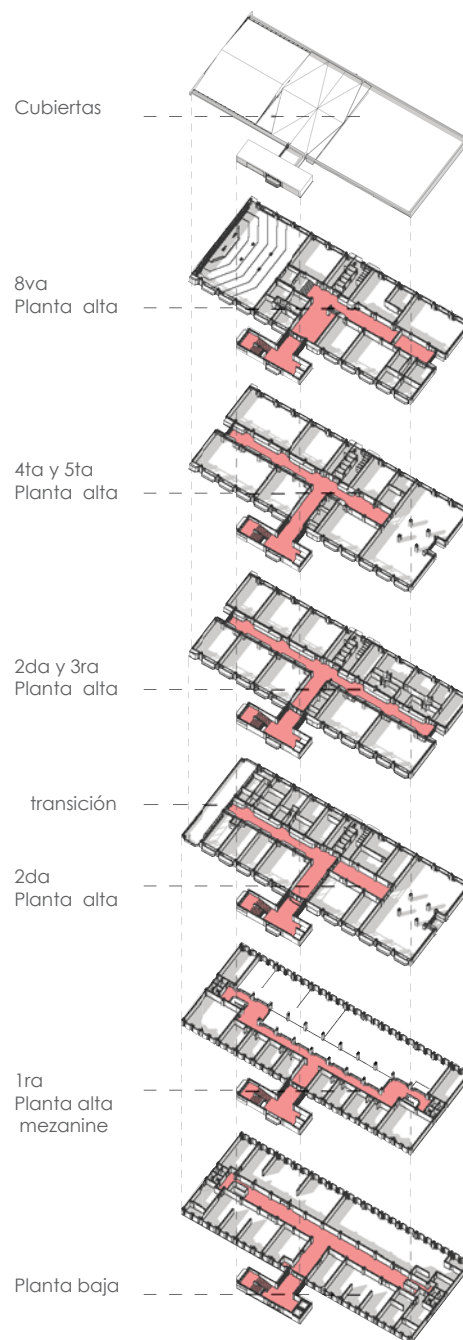 Cubiertas
8va
Planta alta
4ta y 5ta
Planta alta
2da y 3ra
Planta alta
transición
2da
Planta alta
1ra
Planta alta
mezanine
Planta baja